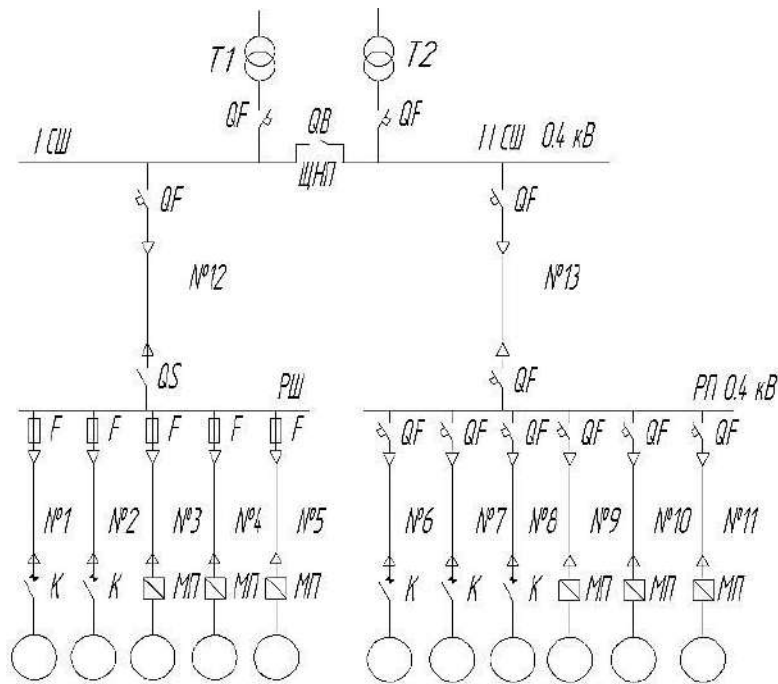 T1 T2
QF QB QF
I СШ ЩНП II СШ 0.4 кВ
QF QF
№12 №13
QS QF
РШ РП 0.4 кВ
F F F F F QF QF QF QF QF QF
№1 №2 №3 №4 №5 №6 №7 №8 №9 №10 №11
К К МП МП МП К К К МП МП МП